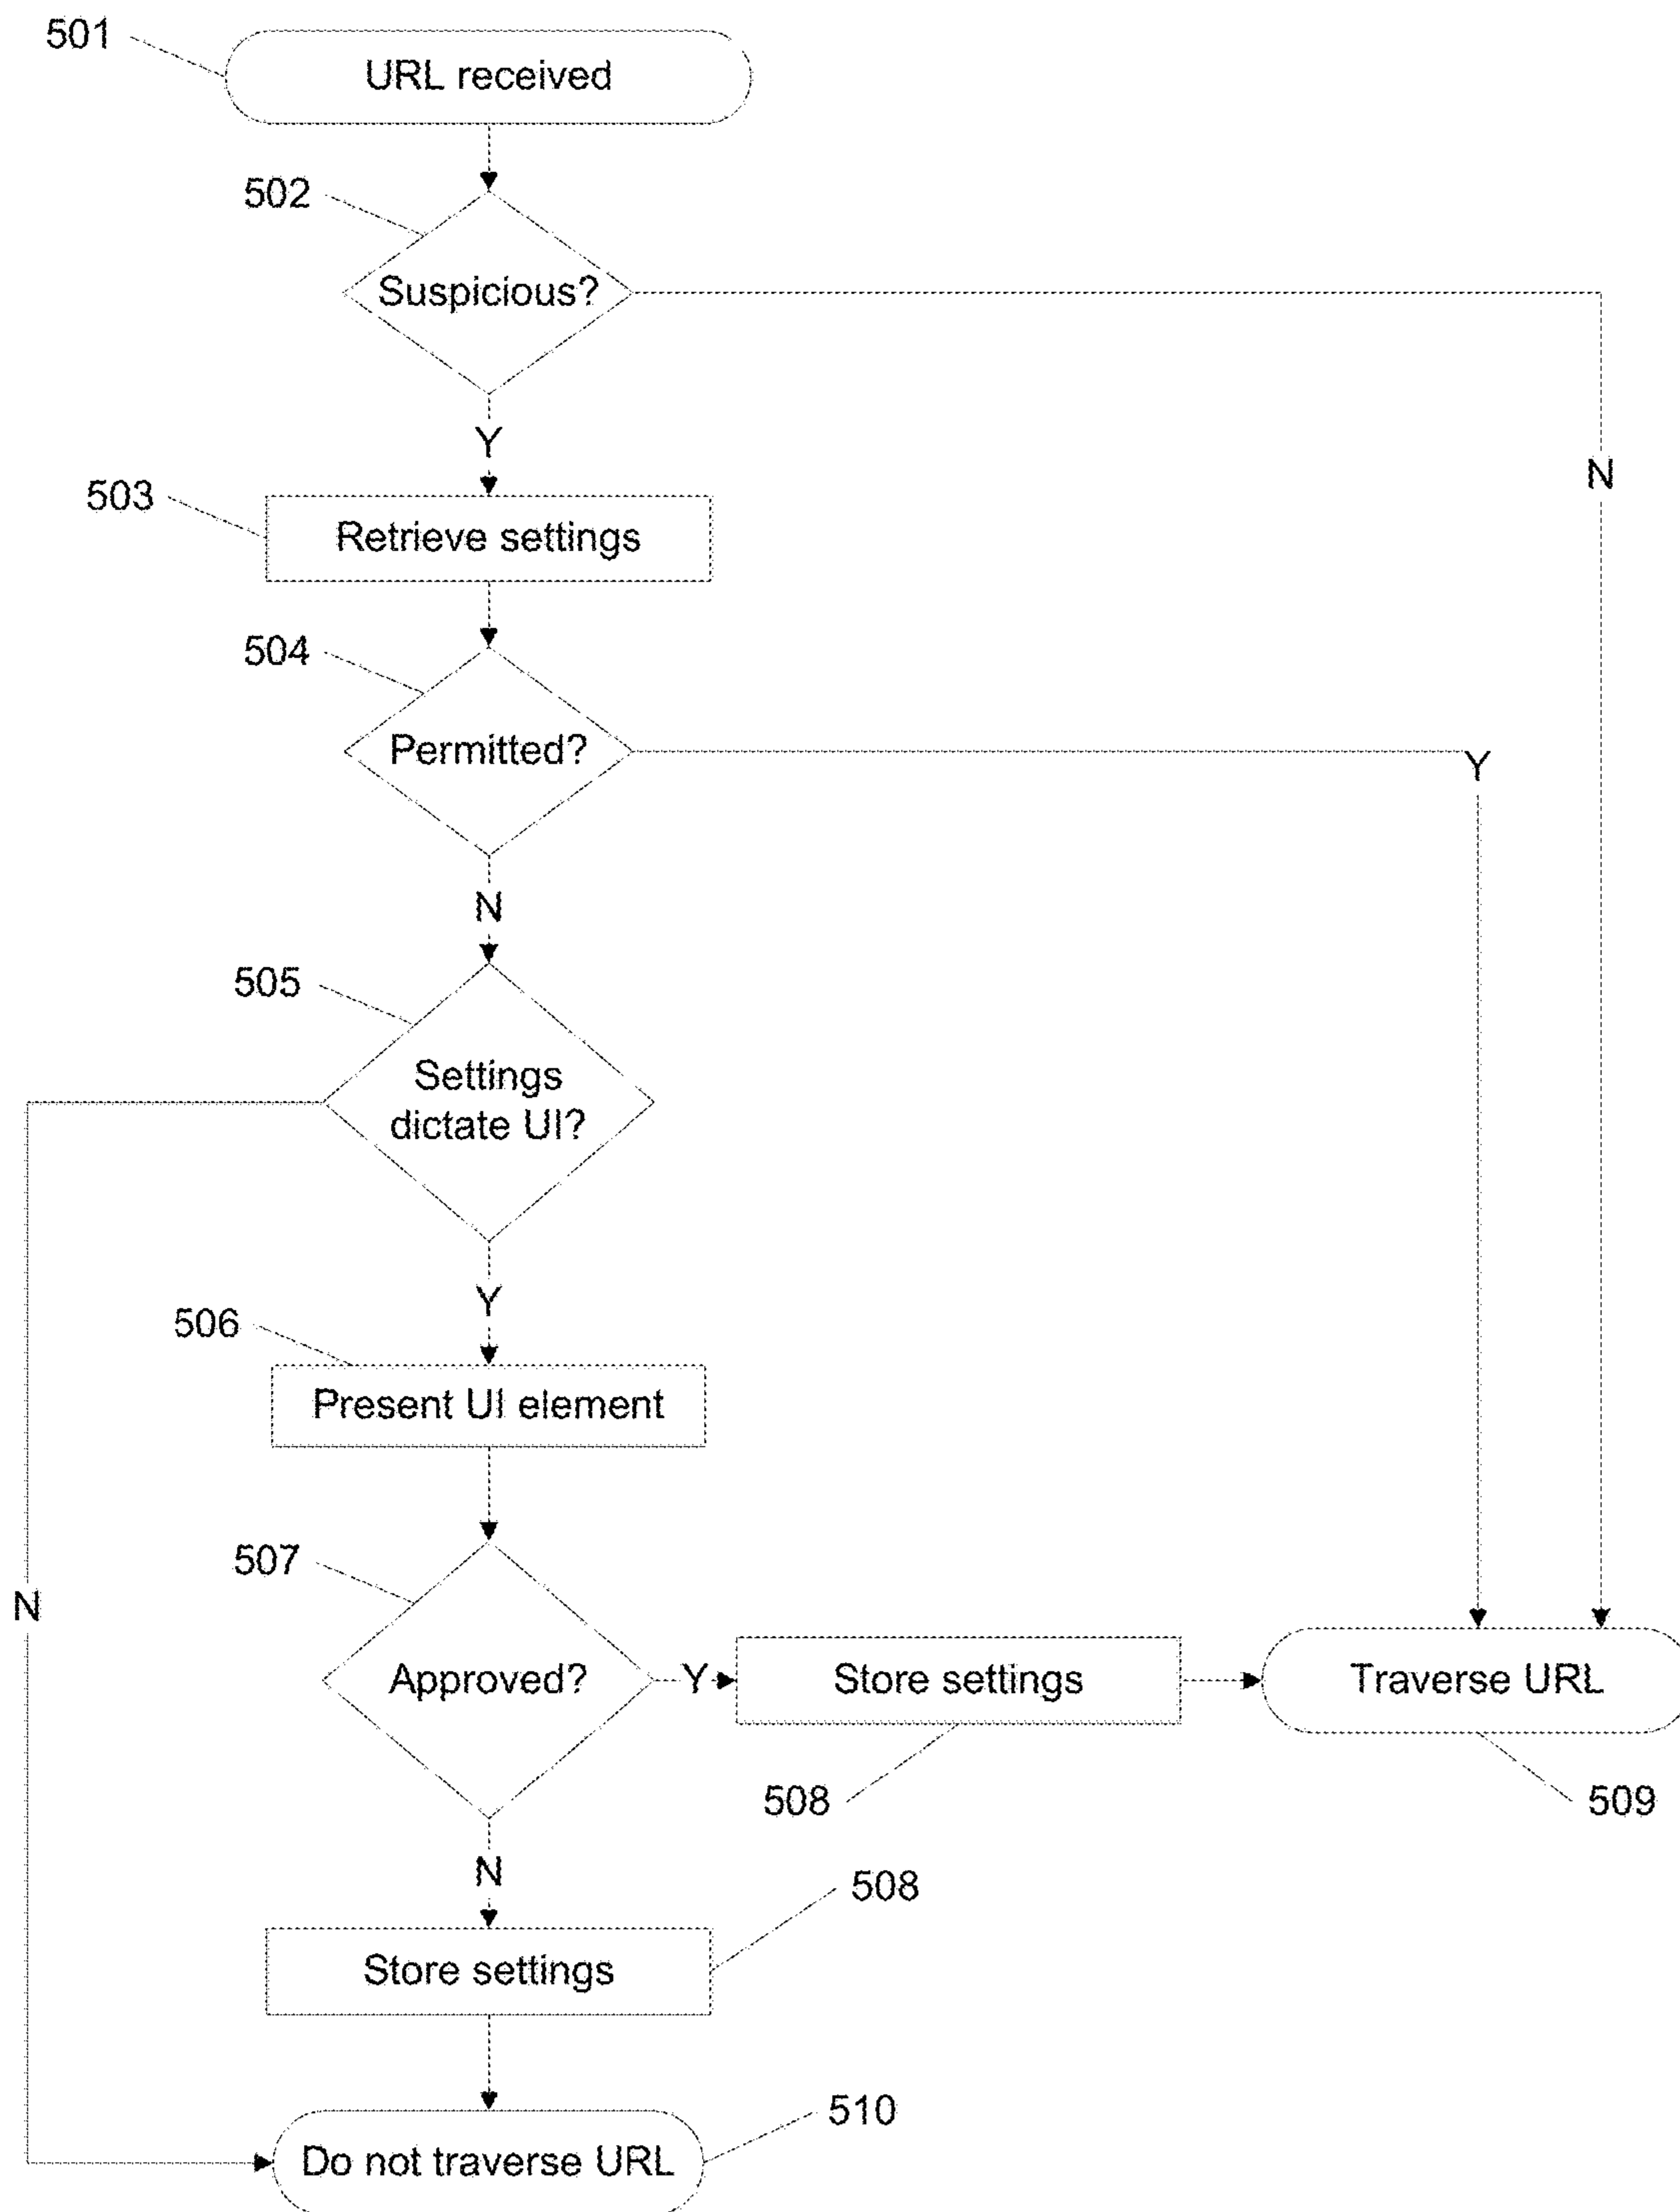 501
URL received
502
Suspicious?
Y
N
503
Retrieve settings
504
Permitted?
Y
N
505
Settings
dictate UI?
Y
506
Present UI element
507
N
Approved?
Y
Store settings
Traverse URL
508
509
N
508
Store settings
510
Do not traverse URL